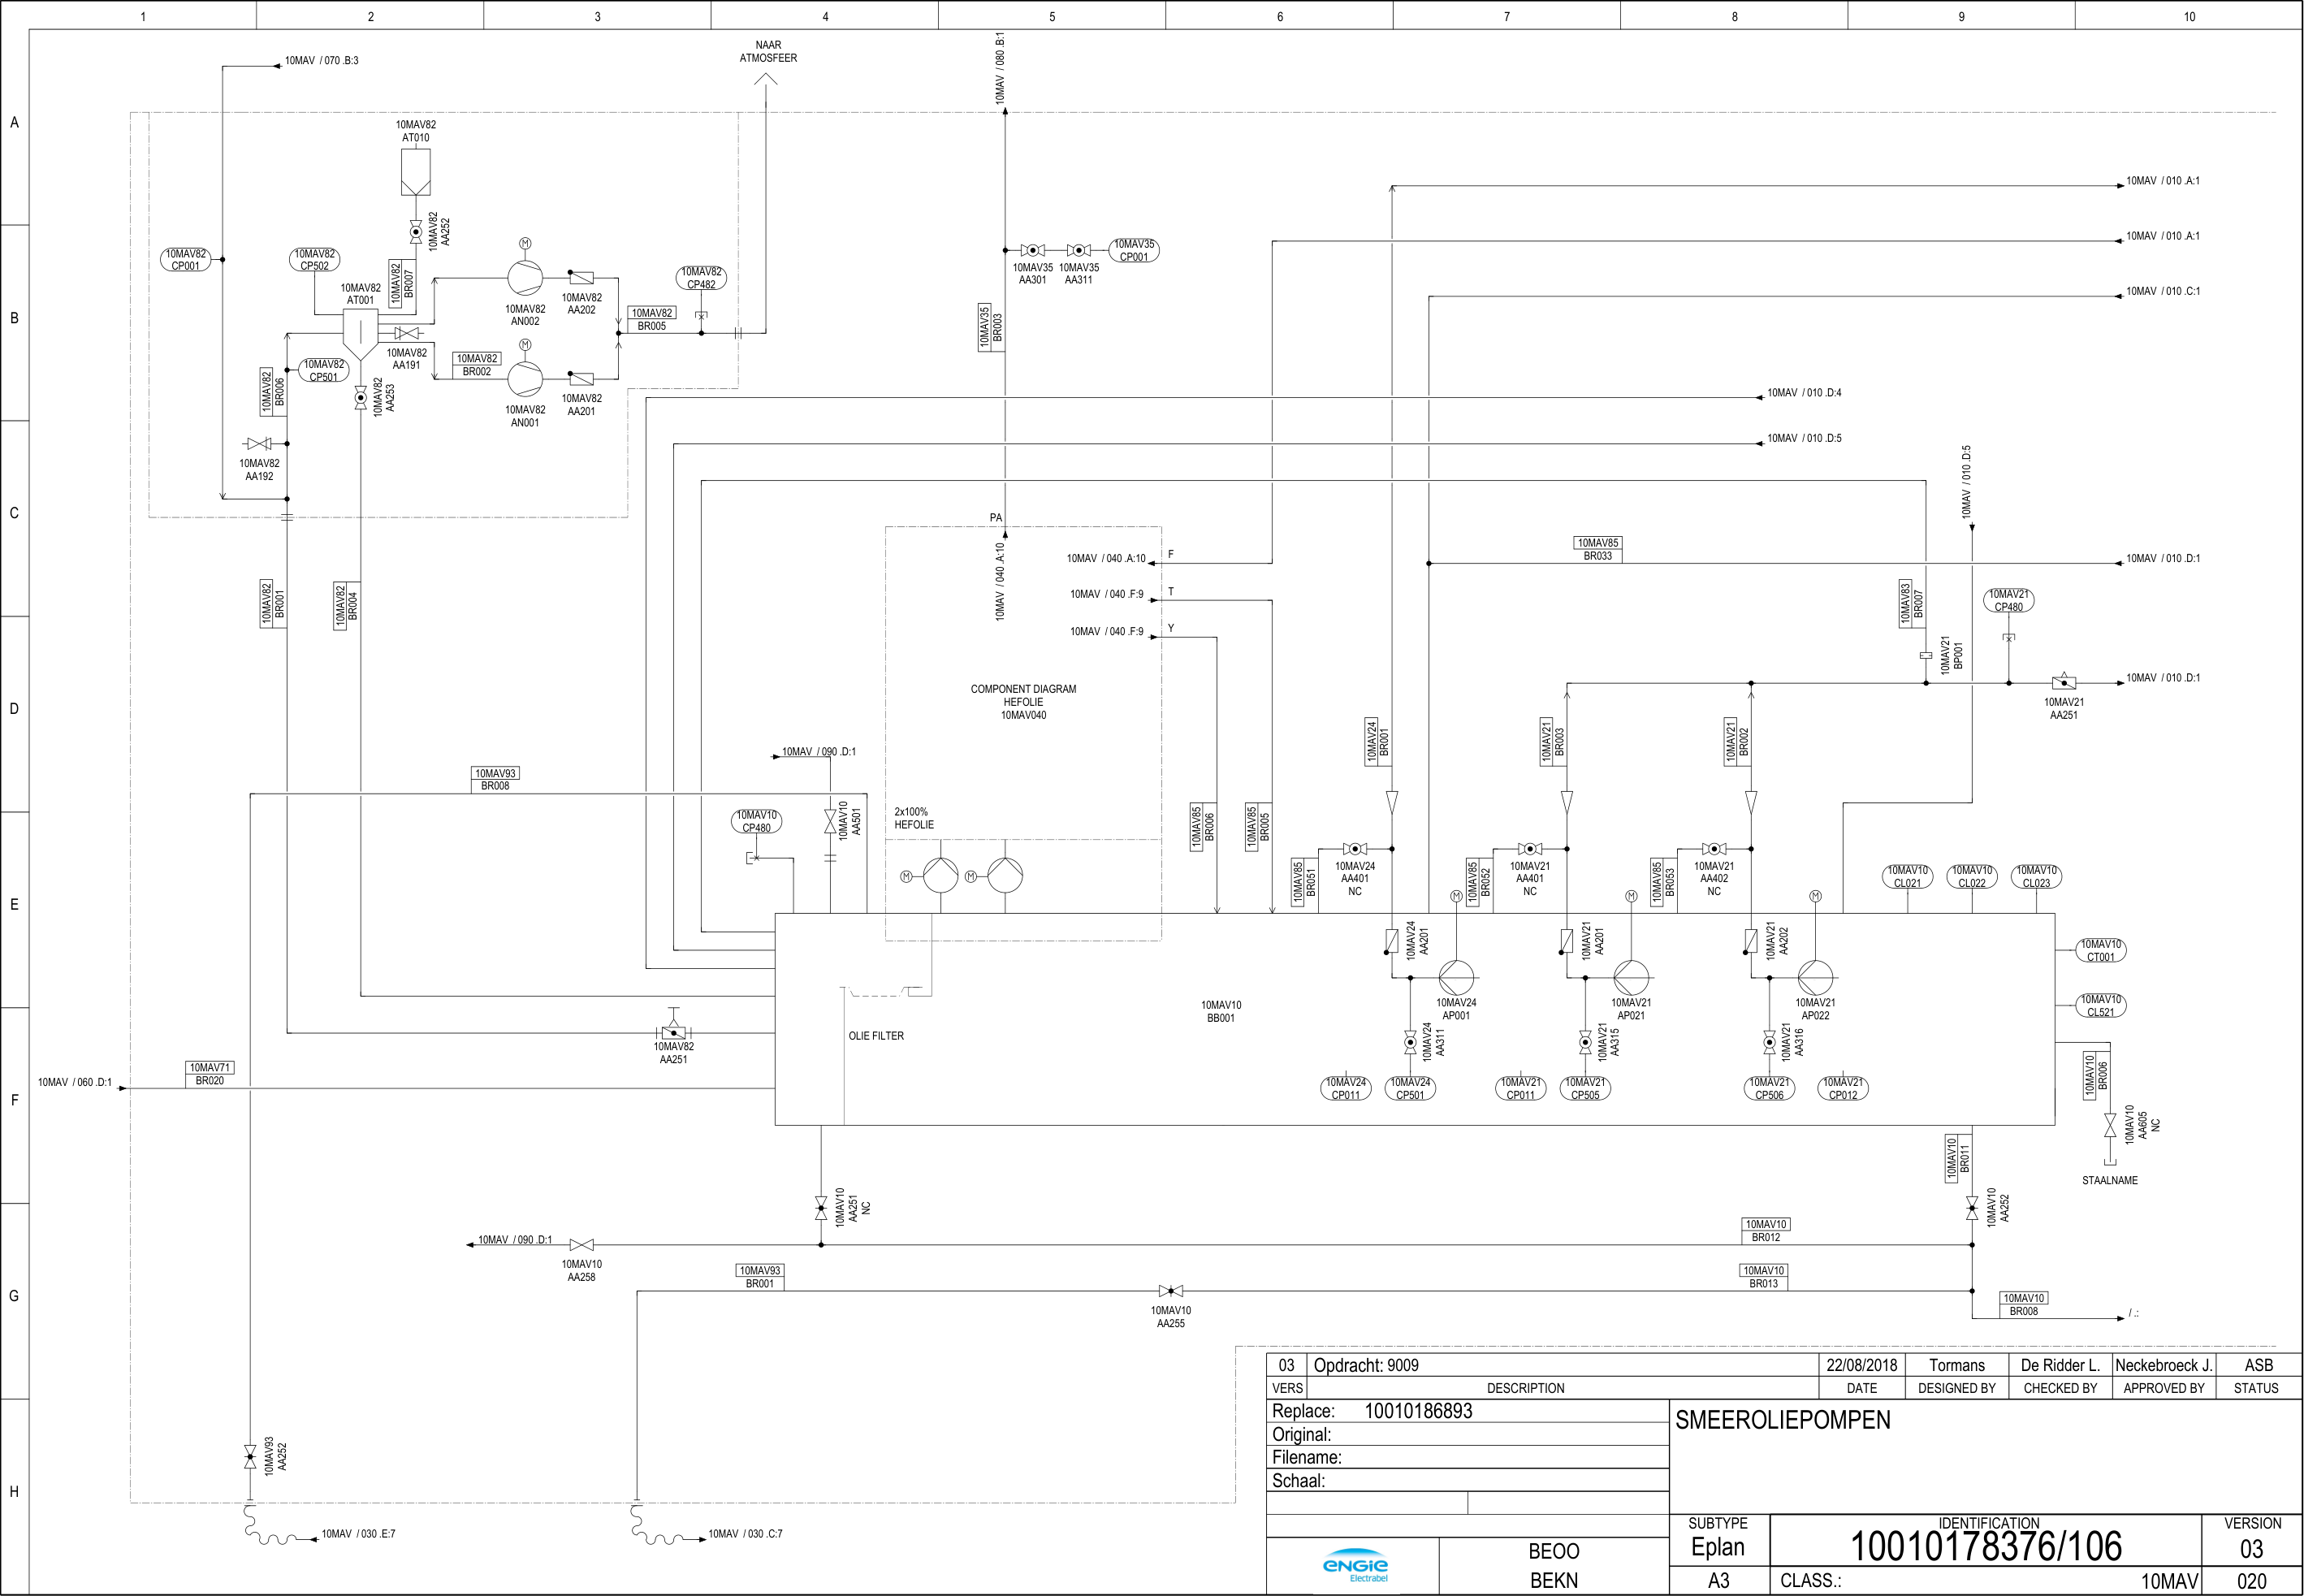 1
2
3
4
5
6
7
8
9
10
A
B
C
D
E
F
G
H
10MAV / 070 .B:3
NAAR
ATMOSFEER
10MAV / 080 .B:1
10MAV82
AT010
10MAV82
AA252
10MAV / 010 .A:1
10MAV / 010 .A:1
10MAV / 010 .C:1
10MAV82
CP001
10MAV82
CP502
10MAV82
BR007
10MAV82
AT001
10MAV82
AN002
10MAV82
AA202
10MAV82
CP482
10MAV82
BR005
10MAV35
AA301
10MAV35
AA311
10MAV35
CP001
10MAV35
BR003
10MAV82
AA191
10MAV82
CP501
10MAV82
BR006
10MAV82
AA253
10MAV82
BR002
10MAV82
AN001
10MAV82
AA201
10MAV / 010 .D:4
10MAV / 010 .D:5
10MAV82
AA192
10MAV / 010 .D:5
PA
10MAV / 040 .A:10
10MAV / 040 .A:10
F
10MAV / 040 .F:9
T
10MAV / 040 .F:9
Y
10MAV85
BR033
10MAV / 010 .D:1
10MAV82
BR001
10MAV82
BR004
10MAV83
BR007
10MAV21
CP480
10MAV21
BP001
10MAV / 010 .D:1
10MAV21
AA251
COMPONENT DIAGRAM
HEFOLIE
10MAV040
10MAV24
BR001
10MAV21
BR003
10MAV21
BR002
10MAV / 090 .D:1
10MAV93
BR008
10MAV10
CP480
10MAV10
AA501
2x100%
HEFOLIE
10MAV85
BR006
10MAV85
BR005
10MAV85
BR051
10MAV24
AA401
NC
10MAV85
BR052
10MAV21
AA401
NC
10MAV85
BR053
10MAV21
AA402
NC
10MAV10
CL021
10MAV10
CL022
10MAV10
CL023
M
M
M
M
M
M
M
10MAV24
AA201
10MAV21
AA201
10MAV21
AA202
10MAV10
CT001
10MAV24
AP001
10MAV21
AP021
10MAV21
AP022
10MAV10
CL521
10MAV10
BB001
OLIE FILTER
10MAV82
AA251
10MAV24
AA311
10MAV21
AA315
10MAV21
AA316
10MAV71
BR020
10MAV / 060 .D:1
10MAV24
CP011
10MAV24
CP501
10MAV21
CP011
10MAV21
CP505
10MAV21
CP506
10MAV21
CP012
10MAV10
BR006
10MAV10
AA605
NC
STAALNAME
10MAV10
BR011
10MAV10
AA251
NC
10MAV10
AA252
10MAV / 090 .D:1
10MAV10
AA258
10MAV10
BR012
10MAV93
BR001
10MAV10
AA255
10MAV10
BR013
10MAV10
BR008
/ .:
10MAV93
AA252
10MAV / 030 .E:7
10MAV / 030 .C:7
03 Opdracht: 9009 22/08/2018 Tormans De Ridder L. Neckebroeck J. ASB
VERS DESCRIPTION DATE DESIGNED BY CHECKED BY APPROVED BY STATUS
Replace: 10010186893
Original:
Filename:
Schaal:
SMEEROLIEPOMPEN
ENGIE
Electrabel
BEOO
BEKN
SUBTYPE
Eplan
A3
IDENTIFICATION
10010178376/106
CLASS.: 10MAV
VERSION
03
020